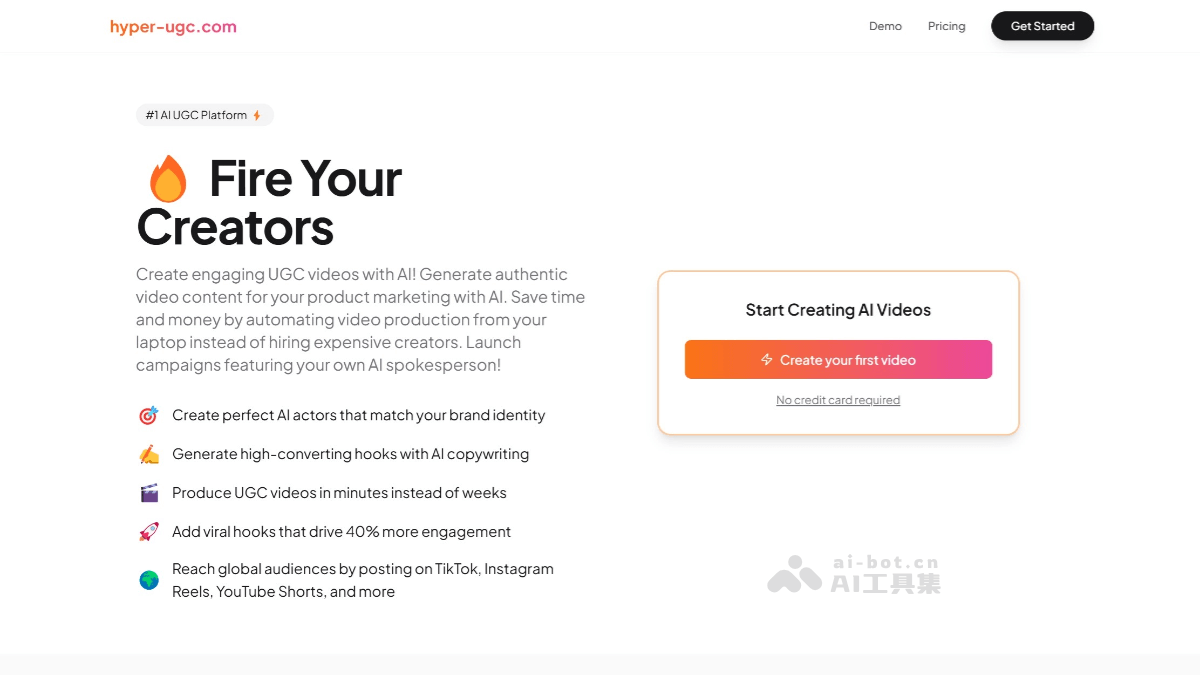 hyper-ugc.com
Demo
Pricing
Get Started
#1 AI UGC Platform
Fire Your
Creators
Create engaging UGC videos with AI! Generate authentic
video content for your product marketing with AI. Save time
and money by automating video production from your
laptop instead of hiring expensive creators. Launch
campaigns featuring your own AI spokesperson!
Create perfect AI actors that match your brand identity
Generate high-converting hooks with AI copywriting
Produce UGC videos in minutes instead of weeks
Add viral hooks that drive 40% more engagement
Reach global audiences by posting on TikTok, Instagram
Reels, YouTube Shorts, and more
Start Creating AI Videos
Create your first video
No credit card required
ai-bot.cn
AI工具集